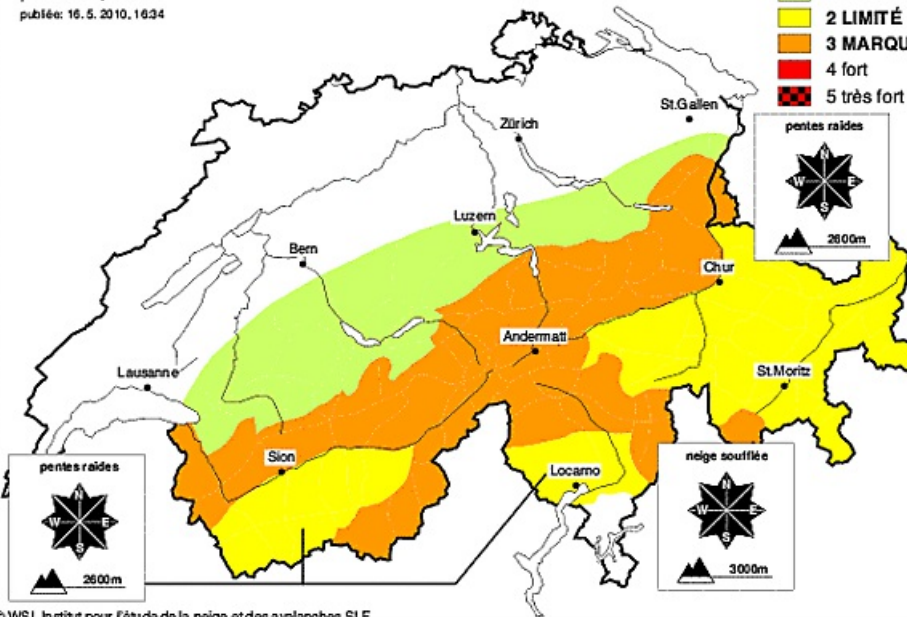 publiée: 16. 5. 2010, 16:34
2 LIMITÉ
3 MARQU
4 fort
5 très fort
St.Gallen
Zürich
pentes raides
N
W E
S
2600m
Luzern
Bern
Chur
Andermatt
Lausanne
St.Moritz
Sion
pentes raides
N
W E
S
2600m
Locarno
neige soufflée
N
W E
S
3000m
© WSL Institut pour l'étude de la neige et des avalanches SLF